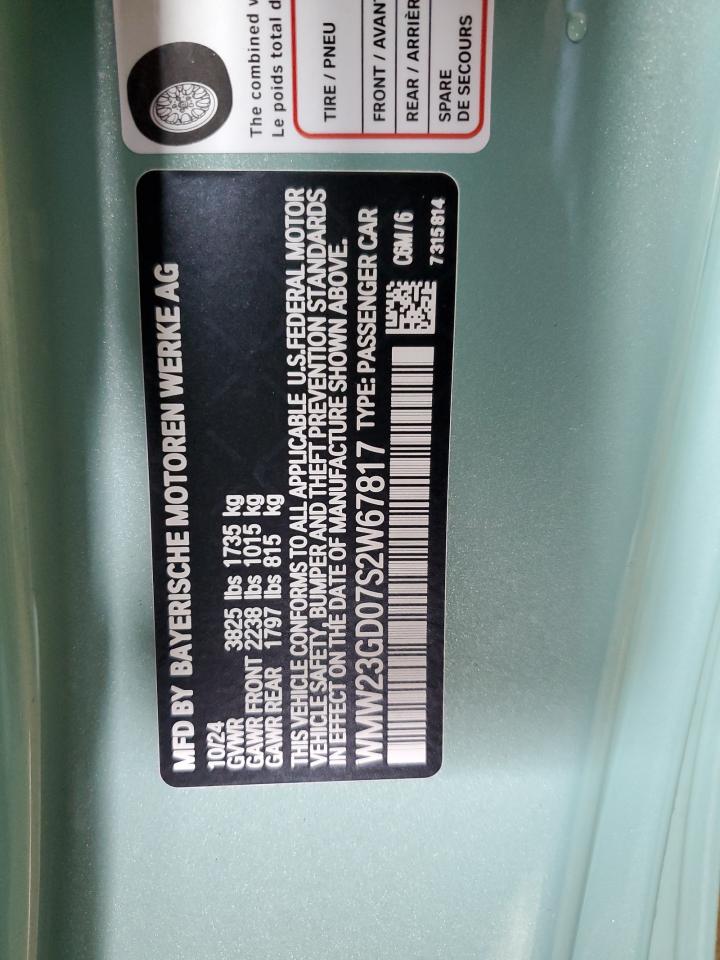 The combined
Le poids total d
TIRE / PNEU
FRONT / AVAN
REAR / ARRIÈR
SPARE
DE SECOURS
MFD BY BAYERISCHE MOTOREN WERKE AG
10/24
GVWR 3825 lbs 1735 kg
GAWR FRONT 2238 lbs 1015 kg
GAWR REAR 1797 lbs 815 kg
THIS VEHICLE CONFORMS TO ALL APPLICABLE U.S.FEDERAL MOTOR
VEHICLE SAFETY, BUMPER AND THEFT PREVENTION STANDARDS
IN EFFECT ON THE DATE OF MANUFACTURE SHOWN ABOVE.
WMW23GD07S2W67817 TYPE: PASSENGER CAR
C6M / 6
7 315 814